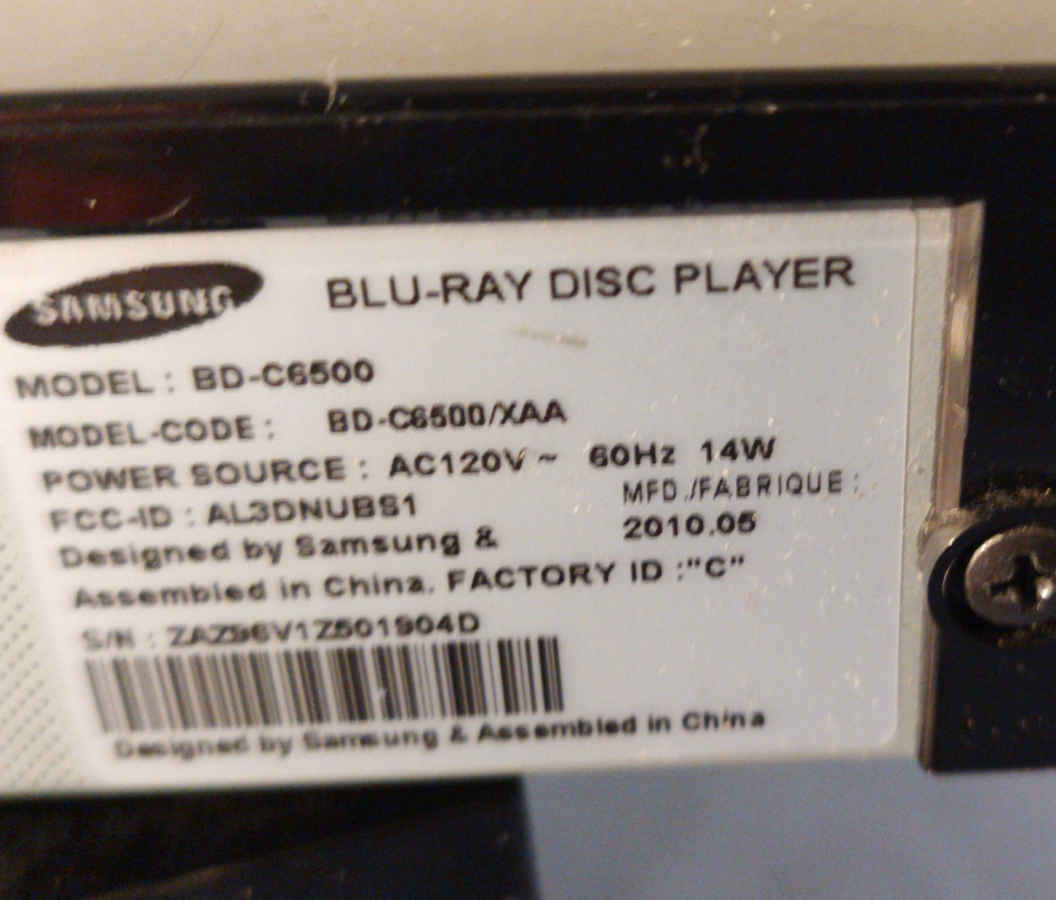 SAMSUNG BLU-RAY DISC PLAYER
MODEL : BD-C6500
MODEL-CODE : BD-C6500/XAA
POWER SOURCE : AC120V ~ 60Hz 14W
FCC-ID : AL3DNUBS1
MFD./FABRIQUE :
2010.05
Designed by Samsung &
Assembled in China. FACTORY ID :"C"
S/N :
Designed by Samsung & Assembled in China